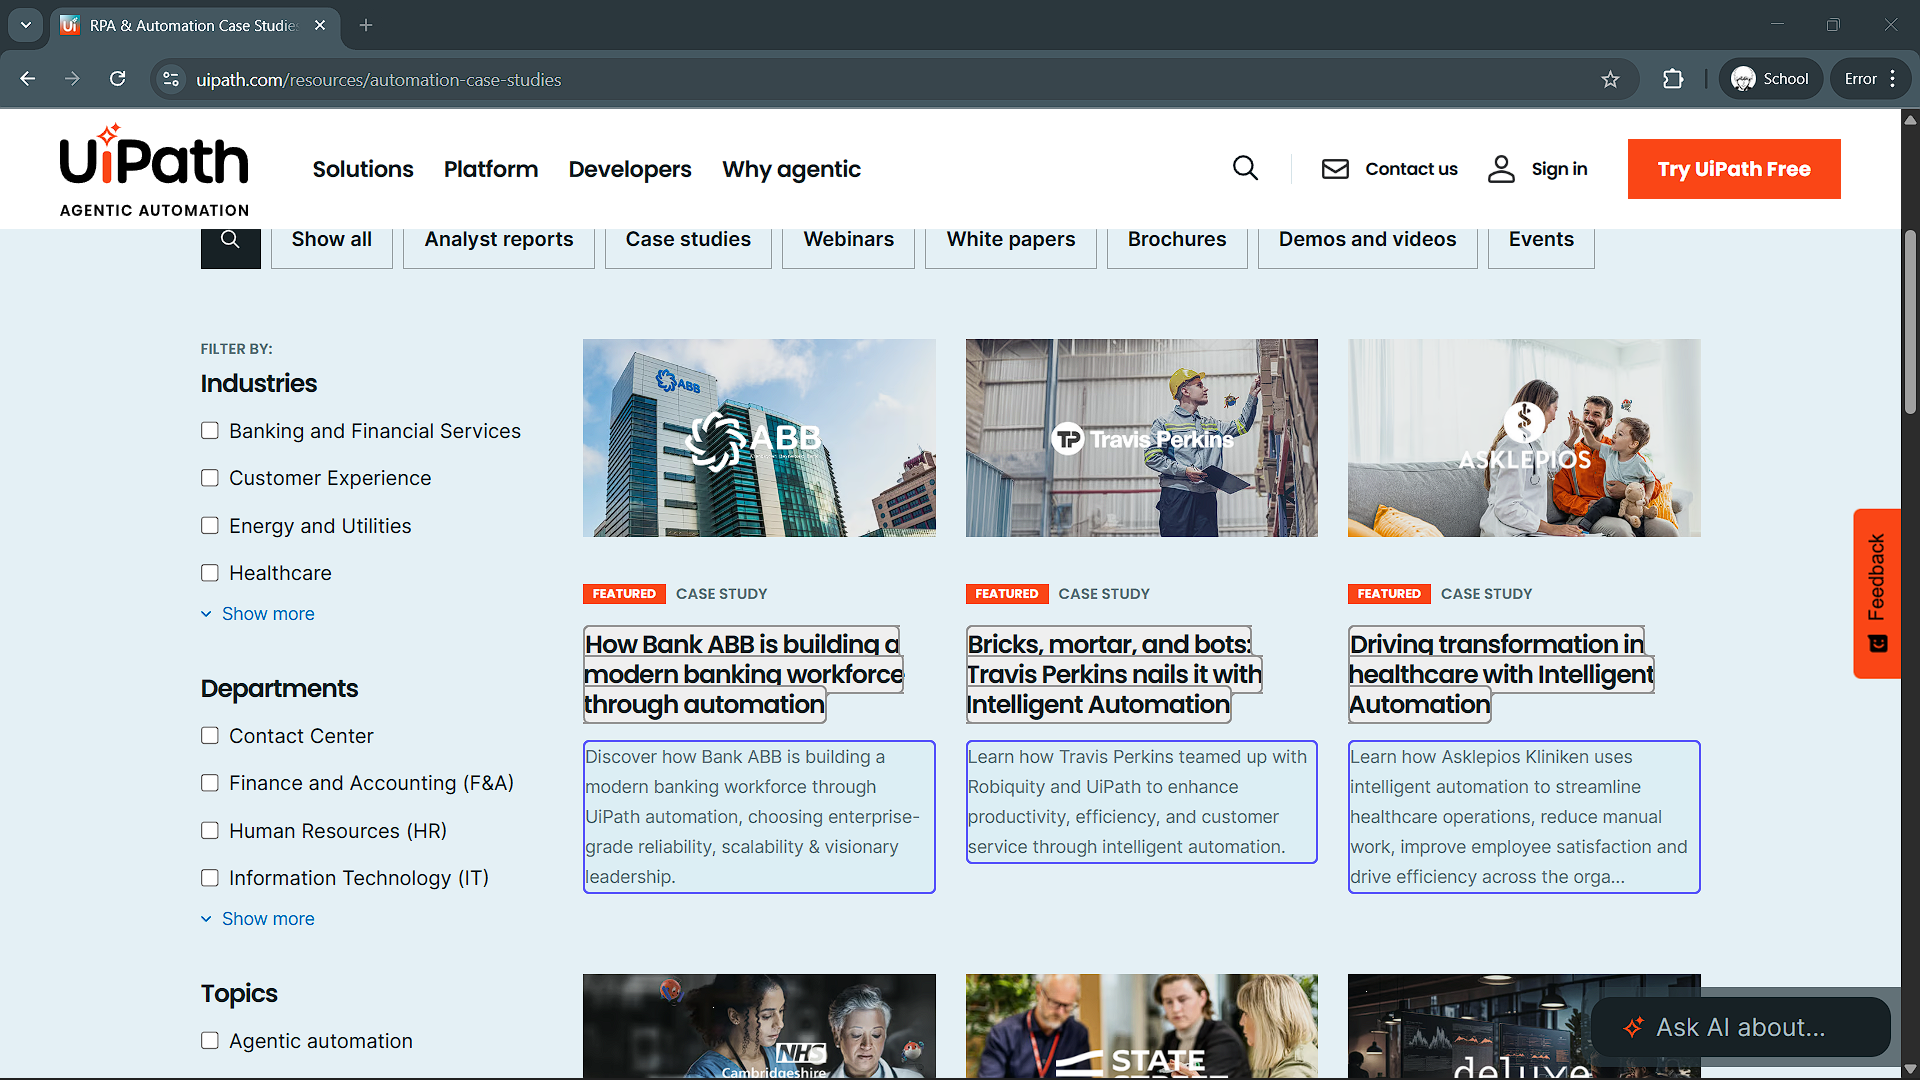 RPA & Automation Case Studies
uipath.com/resources/automation-case-studies
School
Error
UiPath
AGENTIC AUTOMATION
Solutions
Platform
Developers
Why agentic
Contact us
Sign in
Try UiPath Free
Show all
Analyst reports
Case studies
Webinars
White papers
Brochures
Demos and videos
Events
FILTER BY:
Industries
Banking and Financial Services
Customer Experience
Energy and Utilities
Healthcare
Show more
Departments
Contact Center
Finance and Accounting (F&A)
Human Resources (HR)
Information Technology (IT)
Show more
Topics
Agentic automation
ABB
ABB
FEATURED
CASE STUDY
How Bank ABB is building a
modern banking workforce
through automation
Discover how Bank ABB is building a
modern banking workforce through
UiPath automation, choosing enterprise-
grade reliability, scalability & visionary
leadership.
TP Travis Perkins
FEATURED
CASE STUDY
Bricks, mortar, and bots:
Travis Perkins nails it with
Intelligent Automation
Learn how Travis Perkins teamed up with
Robiquity and UiPath to enhance
productivity, efficiency, and customer
service through intelligent automation.
ASKLEPIOS
FEATURED
CASE STUDY
Driving transformation in
healthcare with Intelligent
Automation
Learn how Asklepios Kliniken uses
intelligent automation to streamline
healthcare operations, reduce manual
work, improve employee satisfaction and
drive efficiency across the orga...
NHS
Cambridgeshire
STATE
STREET
deluxe
Feedback
Ask AI about...